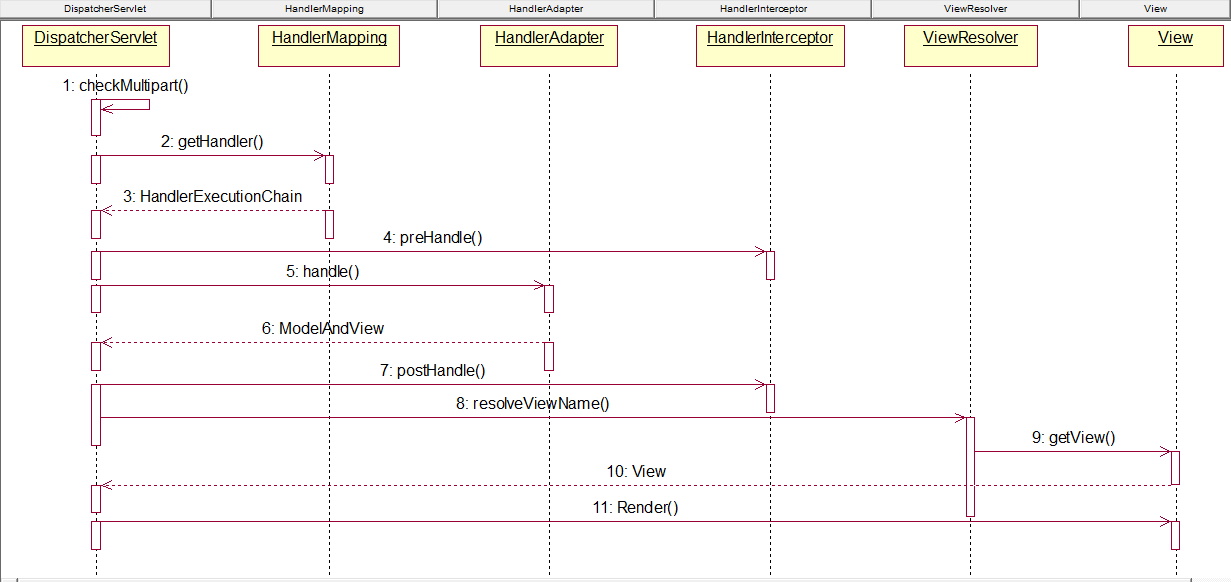 DispatcherServlet HandlerMapping HandlerAdapter HandlerInterceptor ViewResolver View
DispatcherServlet HandlerMapping HandlerAdapter HandlerInterceptor ViewResolver View
1: checkMultipart()
2: getHandler()
3: HandlerExecutionChain
4: preHandle()
5: handle()
6: ModelAndView
7: postHandle()
8: resolveViewName()
9: getView()
10: View
11: Render()